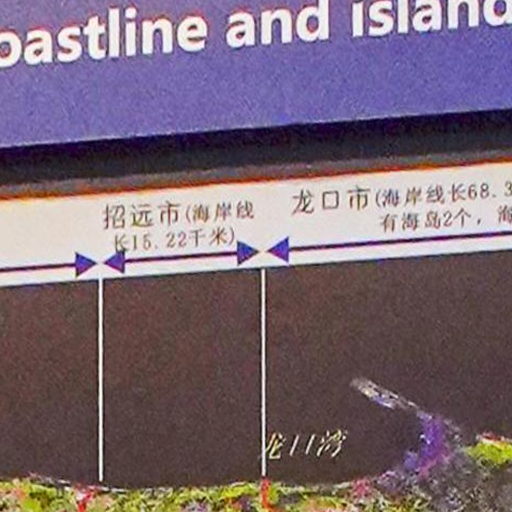 oastline and island
招远市(海岸线
长15.22千米)
龙口市(海岸线长68.3
有海岛2个，海
龙口湾